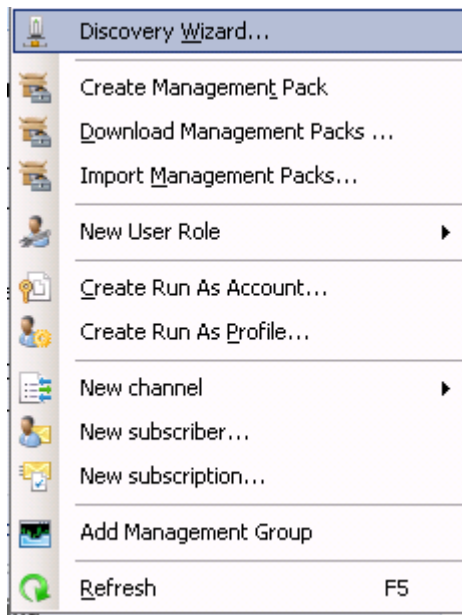 Discovery Wizard...
Create Management Pack
Download Management Packs ...
Import Management Packs...
New User Role
Create Run As Account...
Create Run As Profile...
New channel
New subscriber...
New subscription...
Add Management Group
Refresh F5